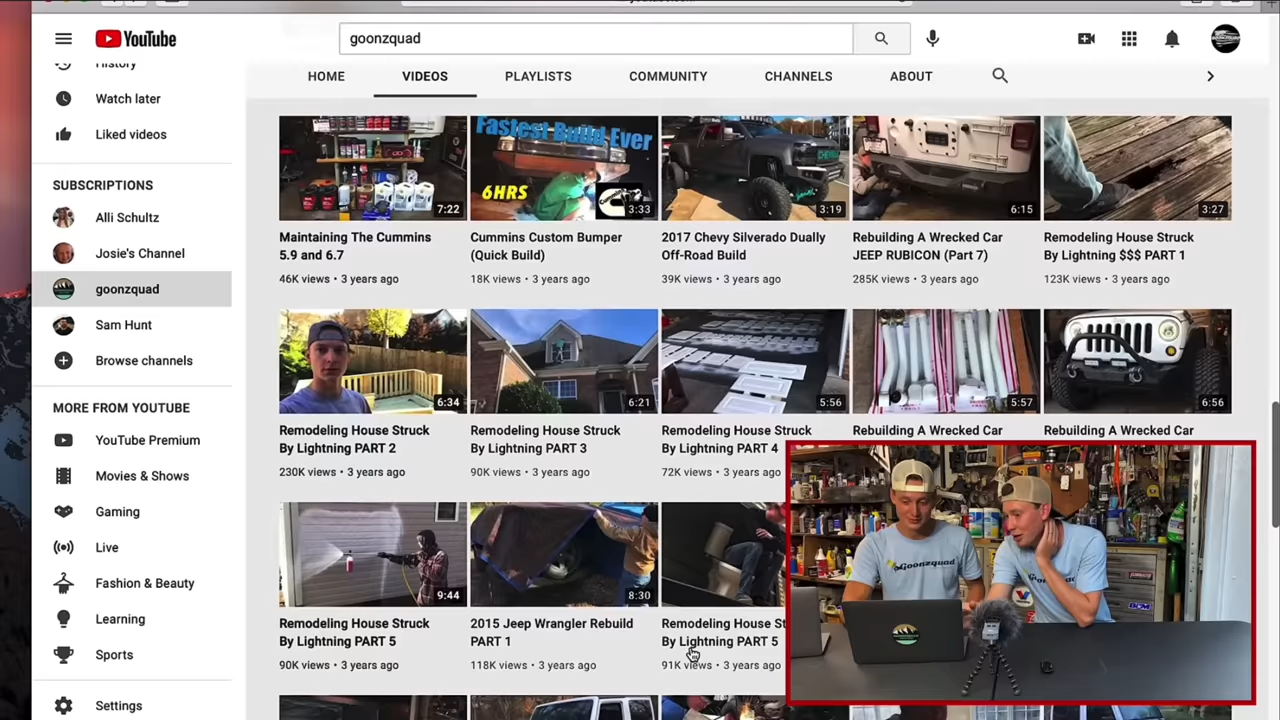 YouTube
goonzquad
HOME VIDEOS PLAYLISTS COMMUNITY CHANNELS ABOUT
History
Watch later
Liked videos
SUBSCRIPTIONS
Alli Schultz
Josie's Channel
goonzquad
Sam Hunt
Browse channels
MORE FROM YOUTUBE
YouTube Premium
Movies & Shows
Gaming
Live
Fashion & Beauty
Learning
Sports
Settings
7:22
Maintaining The Cummins
5.9 and 6.7
46K views • 3 years ago
Fastest Build Ever
6HRS
3:33
Cummins Custom Bumper
(Quick Build)
18K views • 3 years ago
3:19
2017 Chevy Silverado Dually
Off-Road Build
39K views • 3 years ago
6:15
Rebuilding A Wrecked Car
JEEP RUBICON (Part 7)
285K views • 3 years ago
3:27
Remodeling House Struck
By Lightning $$$ PART 1
123K views • 3 years ago
6:34
Remodeling House Struck
By Lightning PART 2
230K views • 3 years ago
6:21
Remodeling House Struck
By Lightning PART 3
90K views • 3 years ago
5:56
Remodeling House Struck
By Lightning PART 4
72K views • 3 years ago
5:57
Rebuilding A Wrecked Car
6:56
Rebuilding A Wrecked Car
9:44
Remodeling House Struck
By Lightning PART 5
90K views • 3 years ago
8:30
2015 Jeep Wrangler Rebuild
PART 1
118K views • 3 years ago
Remodeling House St
By Lightning PART 5
91K views • 3 years ago
Goonzquad